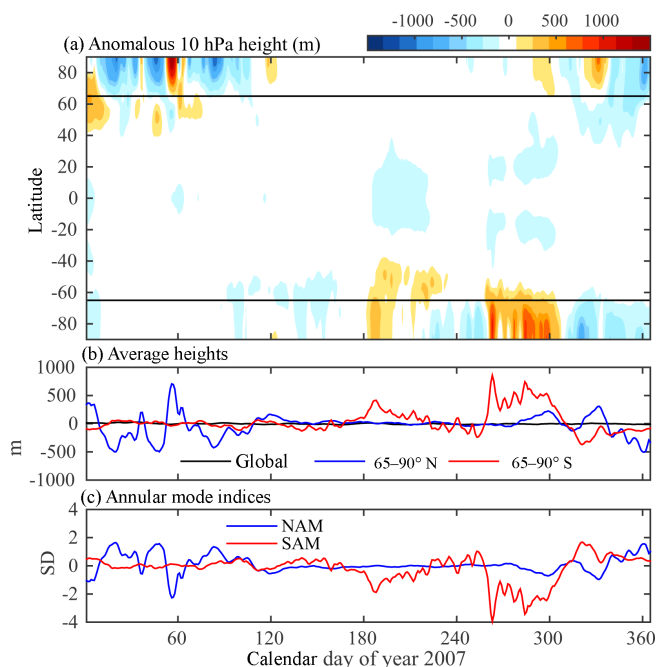 -1000 -500 0 500 1000
(a) Anomalous 10 hPa height (m)
80
60
40
20
0
-20
-40
-60
-80
Latitude
(b) Average heights
1000
500
0
-500
-1000
m
Global 65–90° N 65–90° S
(c) Annular mode indices
4
2
0
-2
-4
SD
NAM
SAM
60 120 180 240 300 360
Calendar day of year 2007